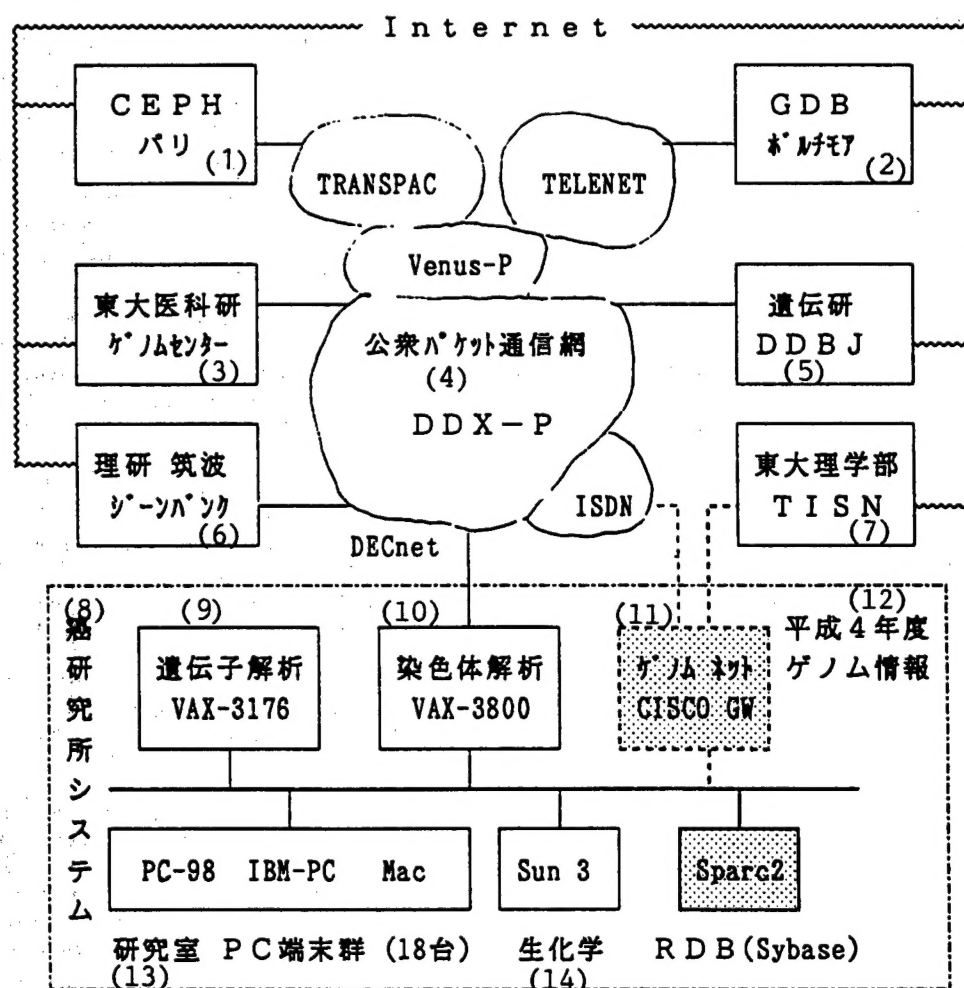 Internet
CEPH
パリ
(1)
GDB
ボルチモア
(2)
TRANSPAC
TELENET
Venus-P
東大医科研
ゲノムセンター
(3)
公衆パケット通信網
(4)
DDX-P
遺伝研
DDBJ
(5)
理研 筑波
ジーンバンク
(6)
ISDN
東大理学部
TISN
(7)
DECnet
(8)
癌研究所システム
(9)
遺伝子解析
VAX-3176
(10)
染色体解析
VAX-3800
(11)
ゲノム ネット
CISCO GW
(12)
平成4年度
ゲノム情報
PC-98 IBM-PC Mac
Sun 3
Sparc2
研究室 PC端末群 (18台)
(13)
生化学
(14)
RDB(Sybase)